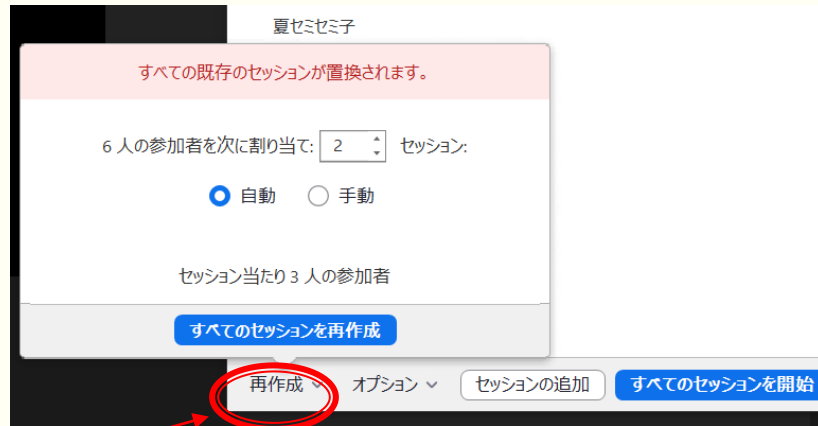 夏セミセミ子
すべての既存のセッションが置換されます。
6 人の参加者を次に割り当て: 2 セッション:
自動 手動
セッション当たり 3 人の参加者
すべてのセッションを再作成
再作成 オプション セッションの追加 すべてのセッションを開始